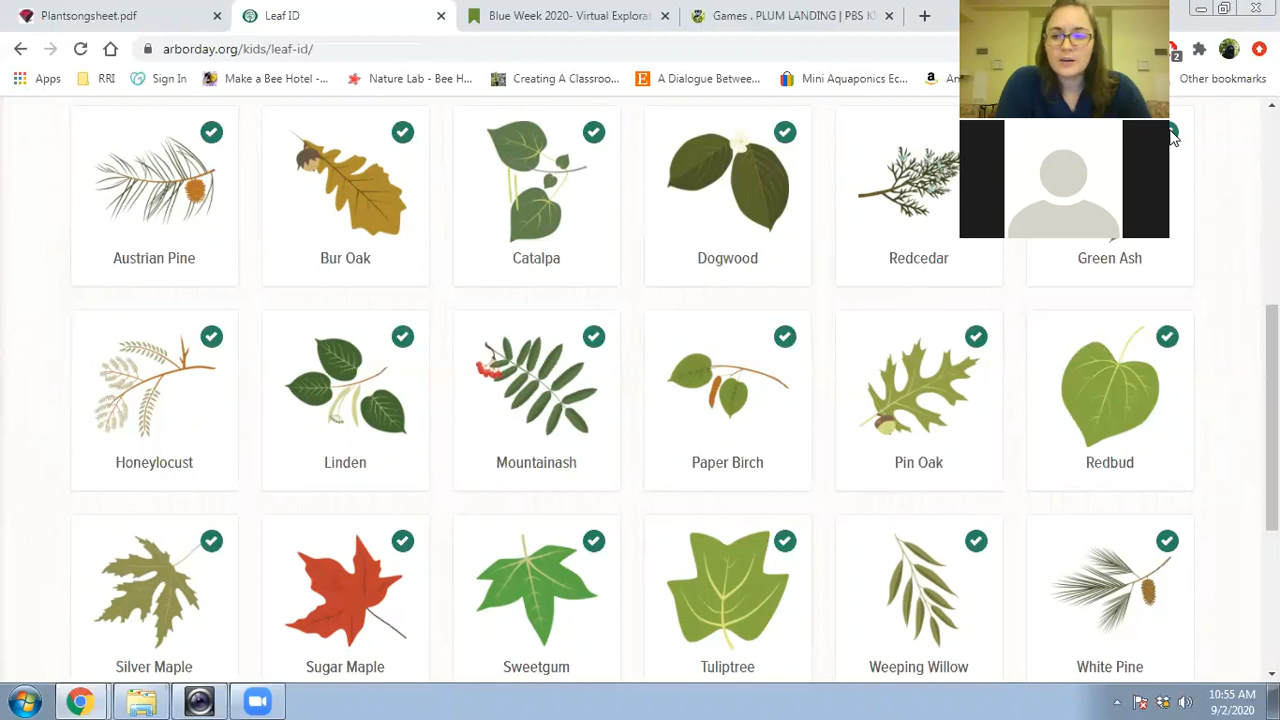 Plantsongsheet.pdf
Leaf ID
Blue Week 2020- Virtual Explorat
Games . PLUM LANDING | PBS K
arborday.org/kids/leaf-id/
2
Apps
RRI
Sign In
Make a Bee Hotel -...
Nature Lab - Bee H...
Creating A Classroo...
A Dialogue Betwee...
Mini Aquaponics Ec...
Other bookmarks
Austrian Pine
Bur Oak
Catalpa
Dogwood
Redcedar
Green Ash
Honeylocust
Linden
Mountainash
Paper Birch
Pin Oak
Redbud
Silver Maple
Sugar Maple
Sweetgum
Tuliptree
Weeping Willow
White Pine
10:55 AM
9/2/2020